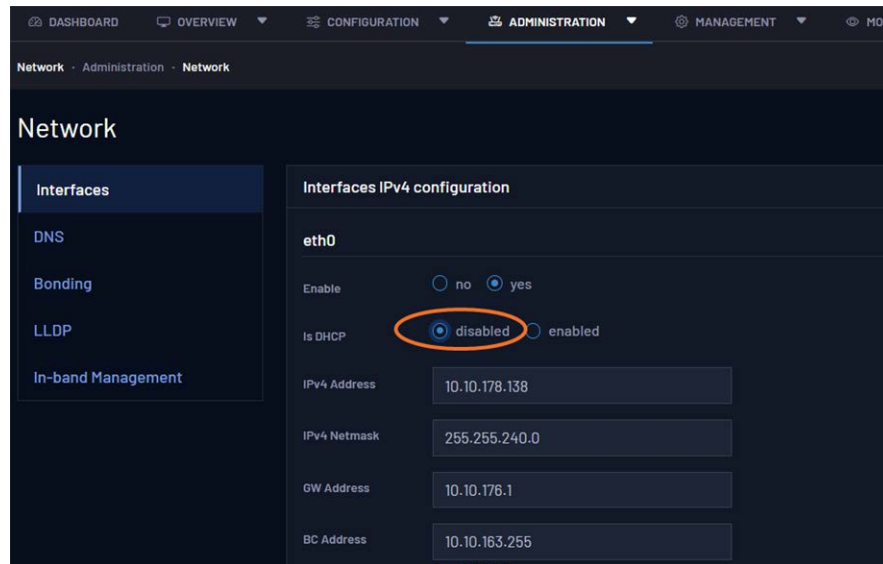 DASHBOARD OVERVIEW CONFIGURATION ADMINISTRATION MANAGEMENT MO
Network - Administration - Network
Network
Interfaces
DNS
Bonding
LLDP
In-band Management
Interfaces IPv4 configuration
eth0
Enable no yes
Is DHCP disabled enabled
IPv4 Address 10.10.178.138
IPv4 Netmask 255.255.240.0
GW Address 10.10.176.1
BC Address 10.10.163.255